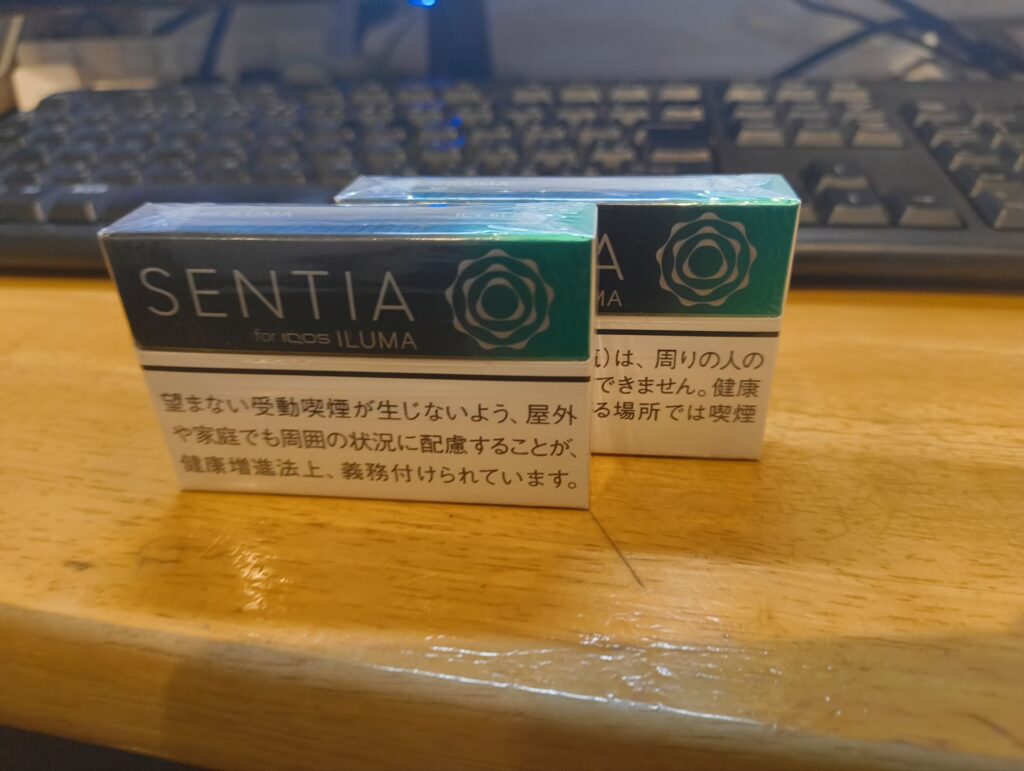 SENTIA
for IQOS ILUMA
望まない受動喫煙が生じないよう、屋外
や家庭でも周囲の状況に配慮することが、
健康増進法上、義務付けられています。
ILUMA
A
MA
)は、周りの人の
できません。健康
る場所では喫煙